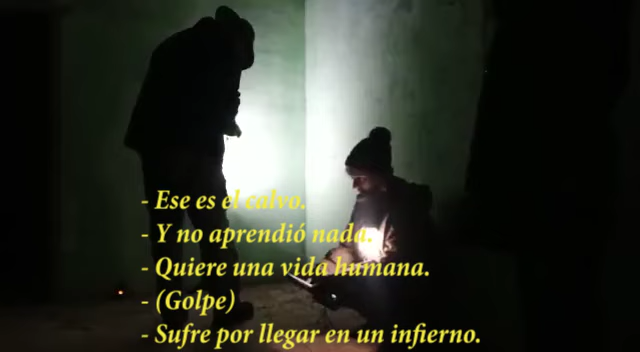 - Ese es el calvo.
- Y no aprendió nada.
- Quiere una vida humana.
- (Golpe)
- Sufre por llegar en un infierno.